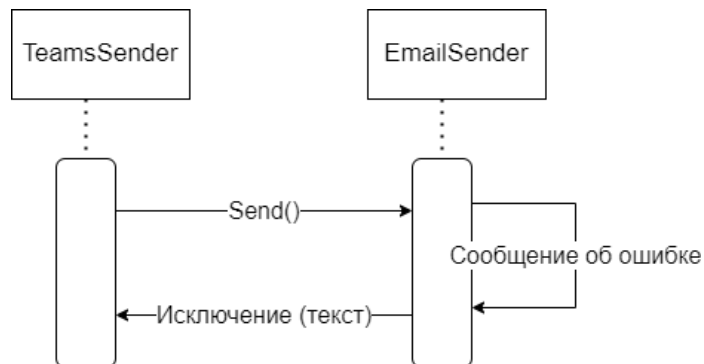 TeamsSender
EmailSender
Send()
Сообщение об ошибке
Исключение (текст)